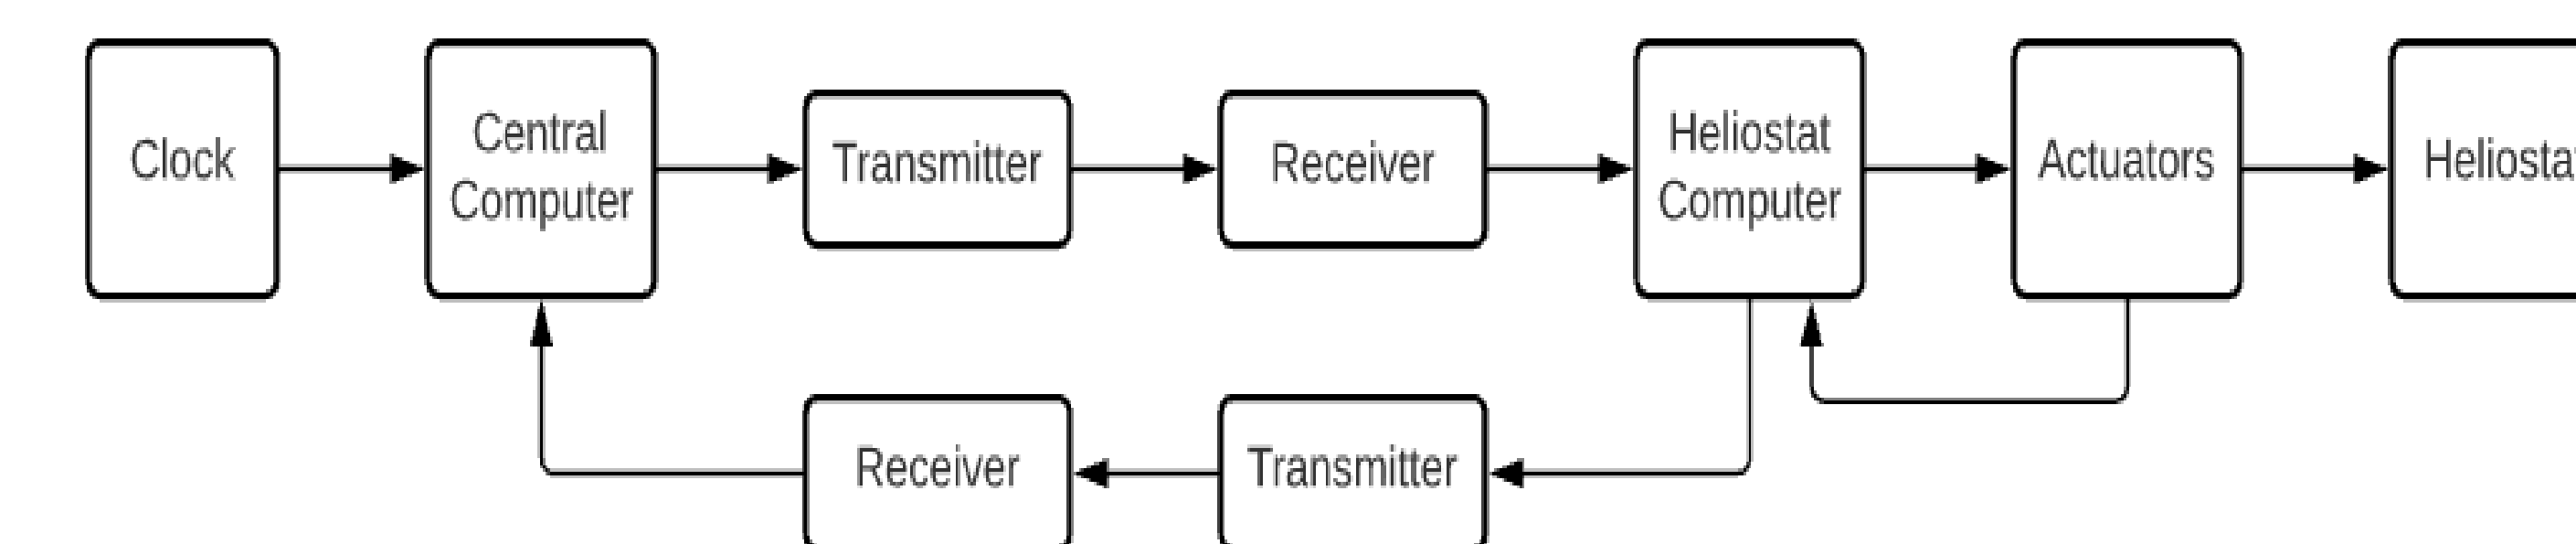 Clock
Central
Computer
Transmitter
Receiver
Heliostat
Computer
Actuators
Receiver
Transmitter